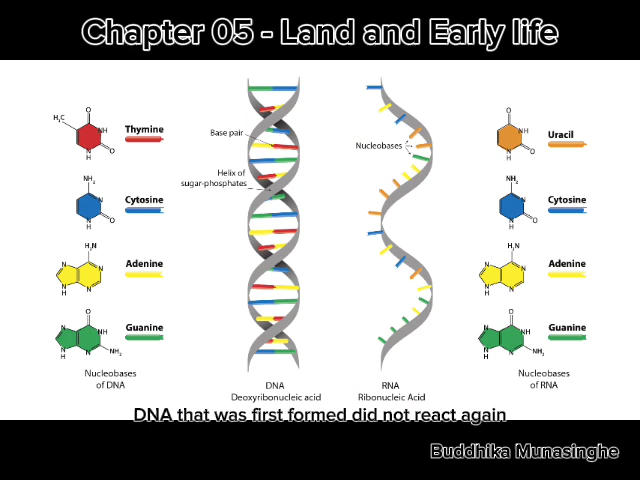 Chapter 05 - Land and Early life
H₃C
O
NH
O
N
H
Thymine
NH₂
N
N
H
O
Cytosine
H₂N
N
N
N
N
H
Adenine
O
N
NH
N
H
N
NH₂
Guanine
Nucleobases
of DNA
Base pair
Helix of
sugar-phosphates
DNA
Deoxyribonucleic acid
Nucleobases
RNA
Ribonucleic Acid
O
NH
N
H
O
Uracil
NH₂
N
N
H
O
Cytosine
H₂N
N
N
N
N
H
Adenine
O
N
NH
N
H
N
NH₂
Guanine
Nucleobases
of RNA
DNA that was first formed did not react again
Buddhika Munasinghe